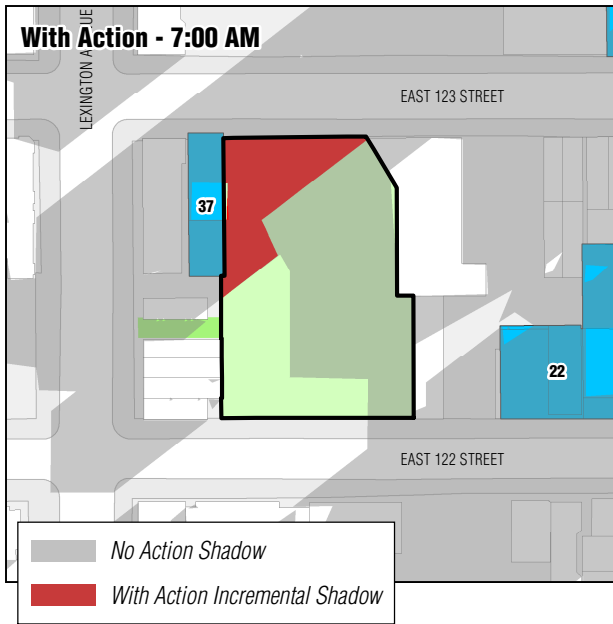 With Action - 7:00 AM
LEXINGTON AVENUE
EAST 123 STREET
37
22
EAST 122 STREET
No Action Shadow
With Action Incremental Shadow